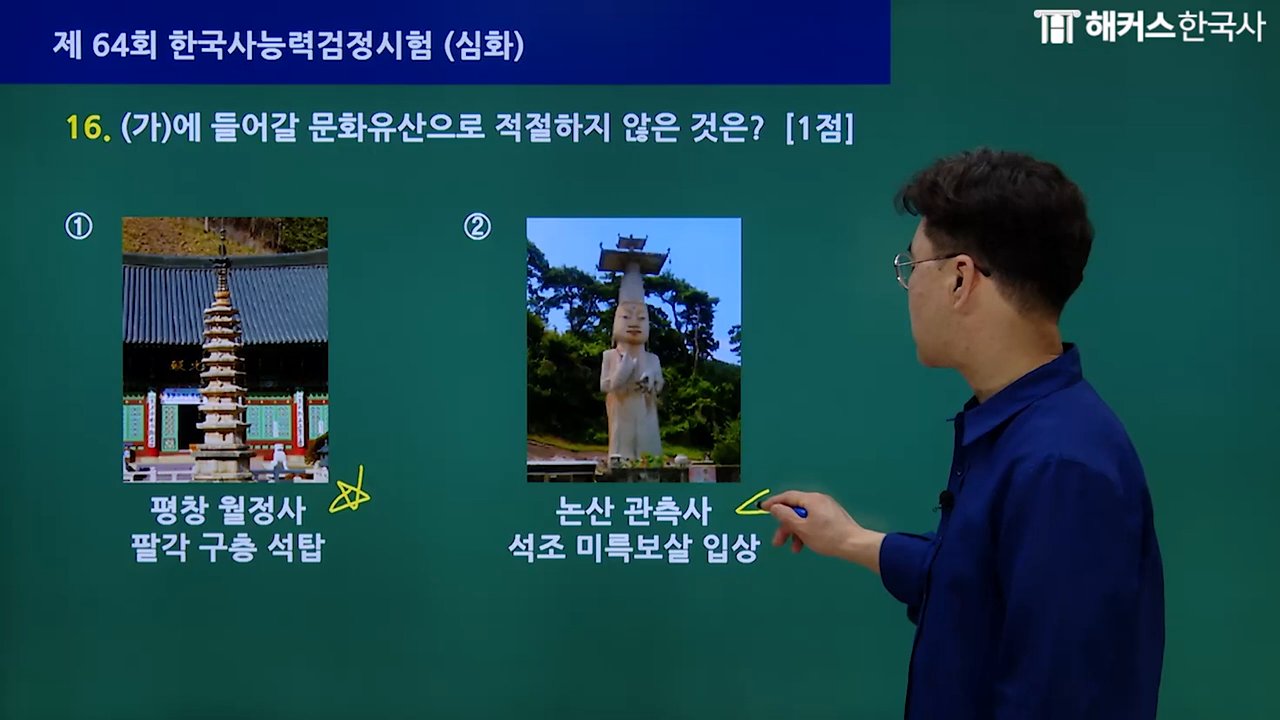 제 64회 한국사능력검정시험 (심화)
해커스한국사
16. (가)에 들어갈 문화유산으로 적절하지 않은 것은? [1점]
①
②
평창 월정사
팔각 구층 석탑
논산 관촉사
석조 미륵보살 입상